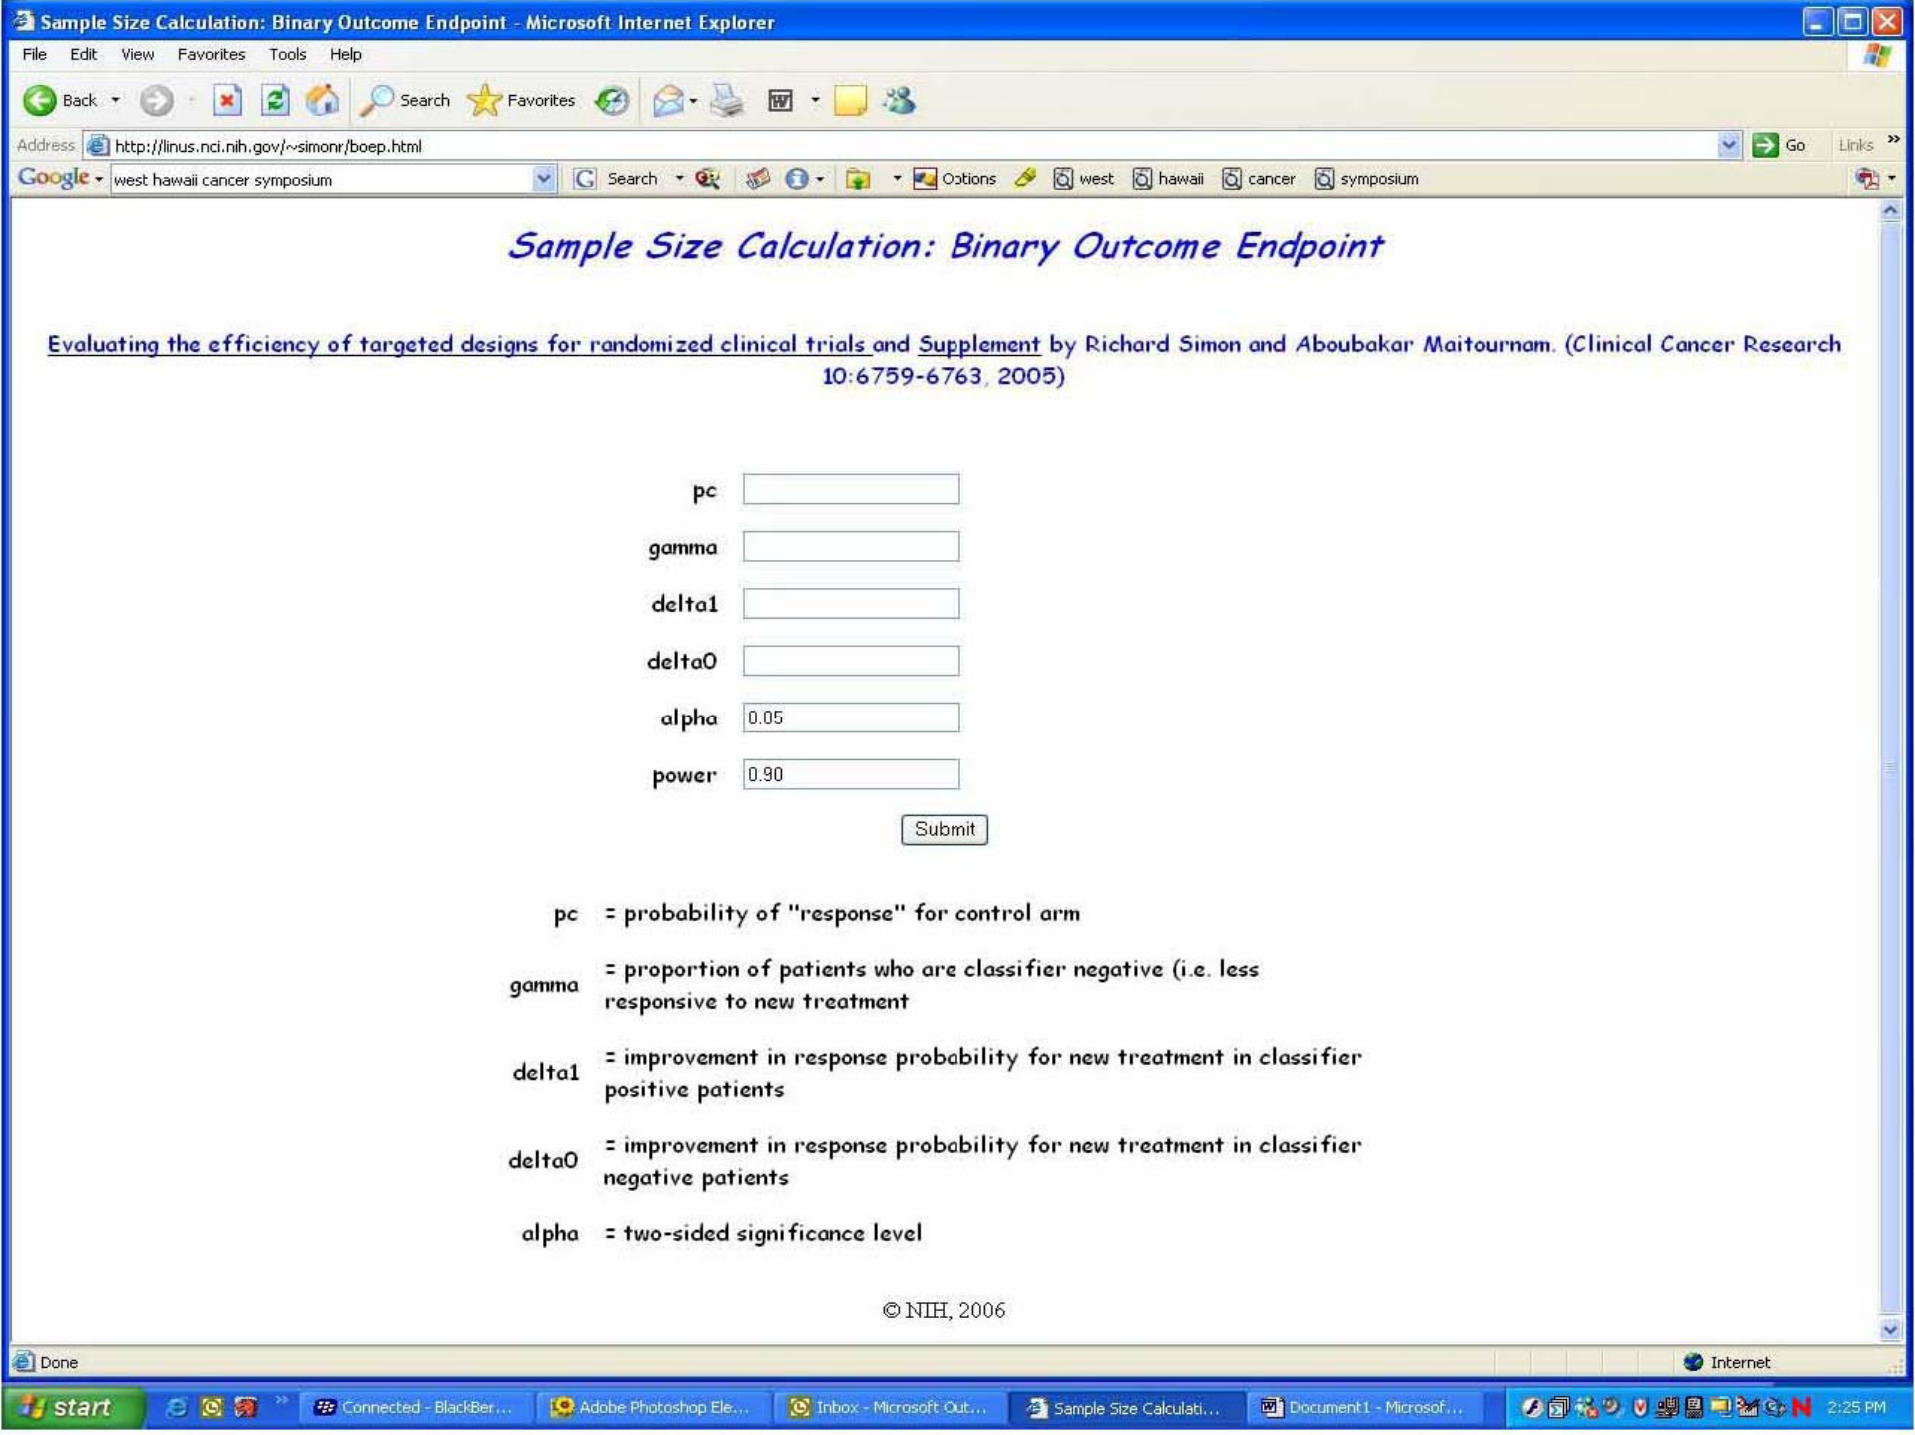 Sample Size Calculation: Binary Outcome Endpoint - Microsoft Internet Explorer
File Edit View Favorites Tools Help
Back Search Favorites
Address http://linus.nci.nih.gov/~simonr/boep.html Go Links »
Google west hawaii cancer symposium G Search Options west hawaii cancer symposium
Sample Size Calculation: Binary Outcome Endpoint
Evaluating the efficiency of targeted designs for randomized clinical trials and Supplement by Richard Simon and Aboubakar Maitournam. (Clinical Cancer Research
10:6759-6763, 2005)
pc
gamma
delta1
delta0
alpha 0.05
power 0.90
Submit
pc = probability of "response" for control arm
gamma = proportion of patients who are classifier negative (i.e. less
responsive to new treatment
delta1 = improvement in response probability for new treatment in classifier
positive patients
delta0 = improvement in response probability for new treatment in classifier
negative patients
alpha = two-sided significance level
© NIH, 2006
Done Internet
start » Connected - BlackBer... Adobe Photoshop Ele... Inbox - Microsoft Out... Sample Size Calculati... Document1 - Microsof... N 2:25 PM